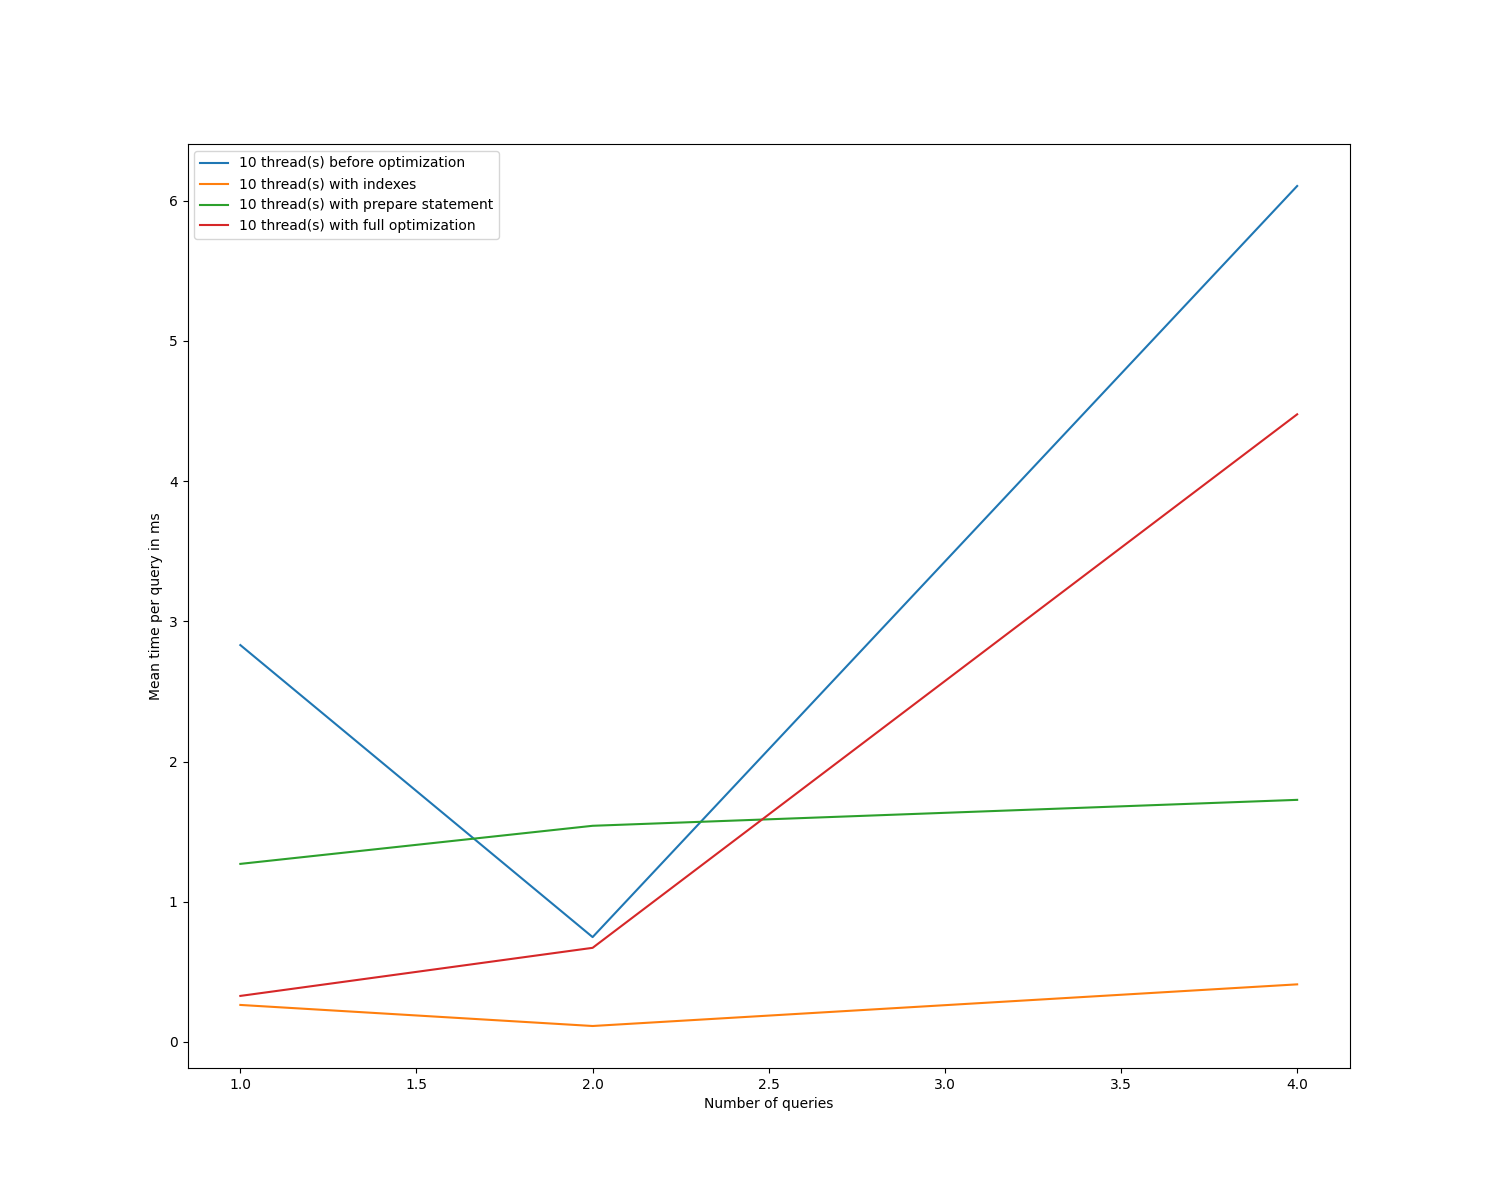 10 thread(s) before optimization
10 thread(s) with indexes
10 thread(s) with prepare statement
10 thread(s) with full optimization
6
5
4
3
2
1
0
Mean time per query in ms
1.0 1.5 2.0 2.5 3.0 3.5 4.0
Number of queries